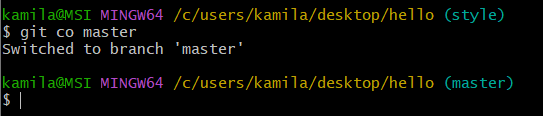 kamila@MSI MINGW64 /c/users/kamila/desktop/hello (style)
$ git co master
Switched to branch 'master'
kamila@MSI MINGW64 /c/users/kamila/desktop/hello (master)
$